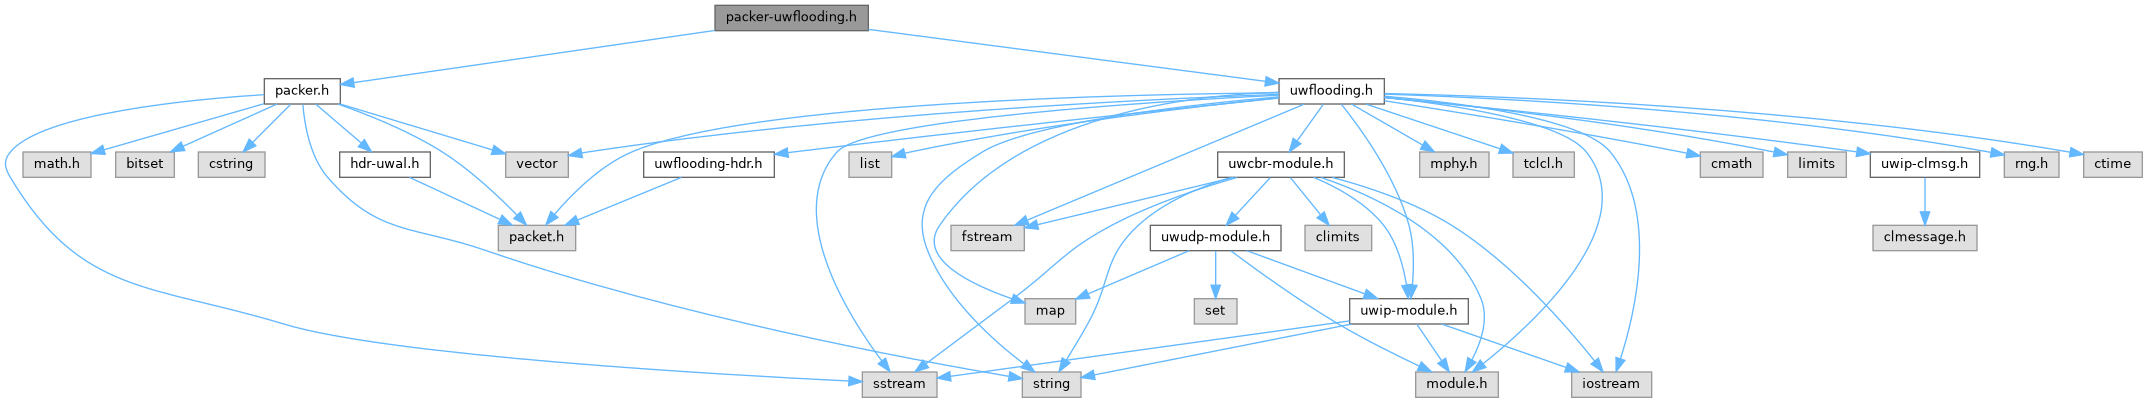 packer-uwflooding.h
packer.h
uwflooding.h
math.h
bitset
cstring
hdr-uwal.h
vector
uwflooding-hdr.h
list
uwcbr-module.h
mphy.h
tclcl.h
cmath
limits
uwip-clmsg.h
rng.h
ctime
packet.h
fstream
uwudp-module.h
climits
clmessage.h
map
set
uwip-module.h
sstream
string
module.h
iostream